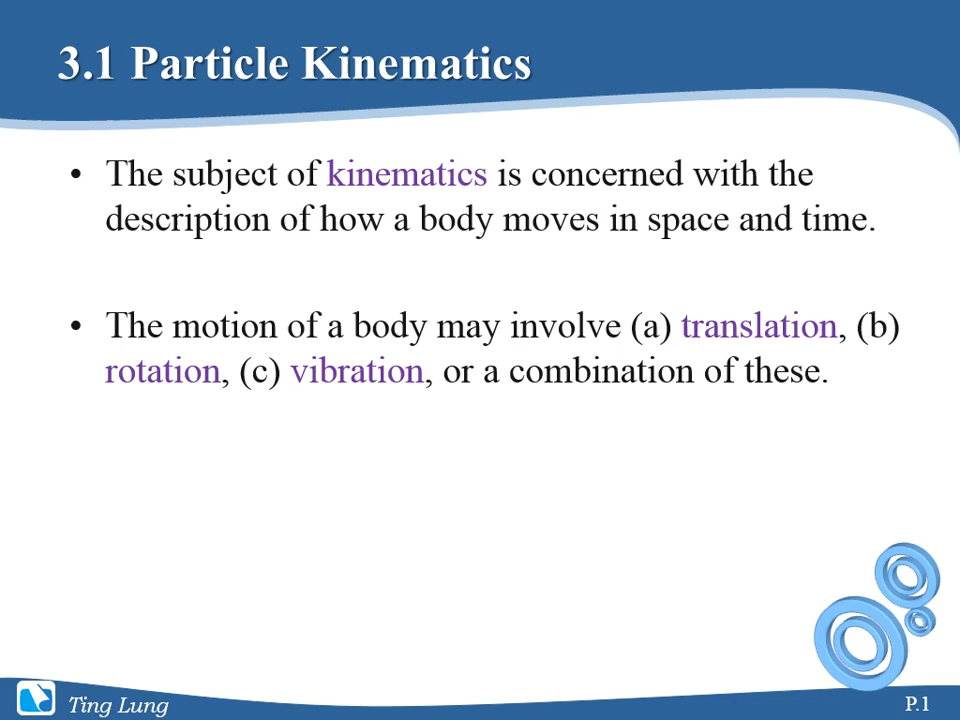 3.1 Particle Kinematics
• The subject of kinematics is concerned with the
description of how a body moves in space and time.
• The motion of a body may involve (a) translation, (b)
rotation, (c) vibration, or a combination of these.
Ting Lung
P.1